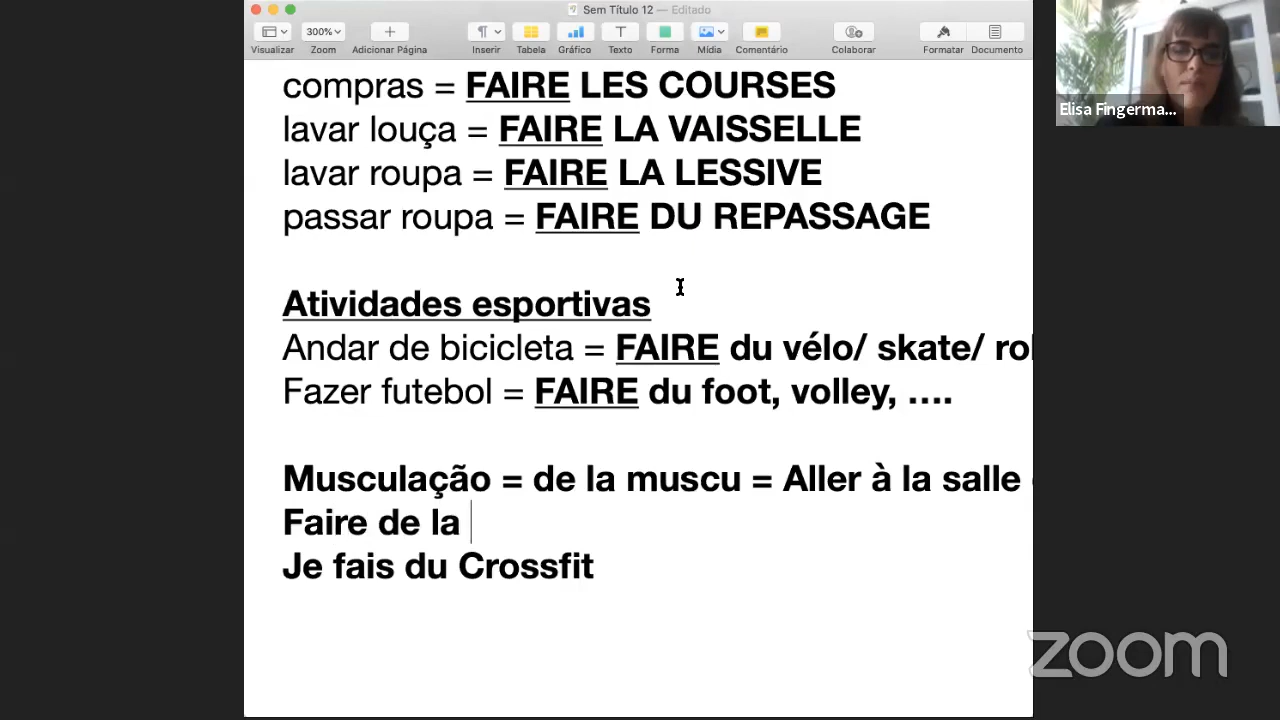 Sem Título 12 — Editado
300%
Visualizar Zoom Adicionar Página Inserir Tabela Gráfico Texto Forma Mídia Comentário Colaborar Formatar Documento
compras = FAIRE LES COURSES
lavar louça = FAIRE LA VAISSELLE
lavar roupa = FAIRE LA LESSIVE
passar roupa = FAIRE DU REPASSAGE
Atividades esportivas
Andar de bicicleta = FAIRE du vélo/ skate/
Fazer futebol = FAIRE du foot, volley, ....
Musculação = de la muscu = Aller à la salle
Faire de la
Je fais du Crossfit
Elisa Fingerma...
zoom